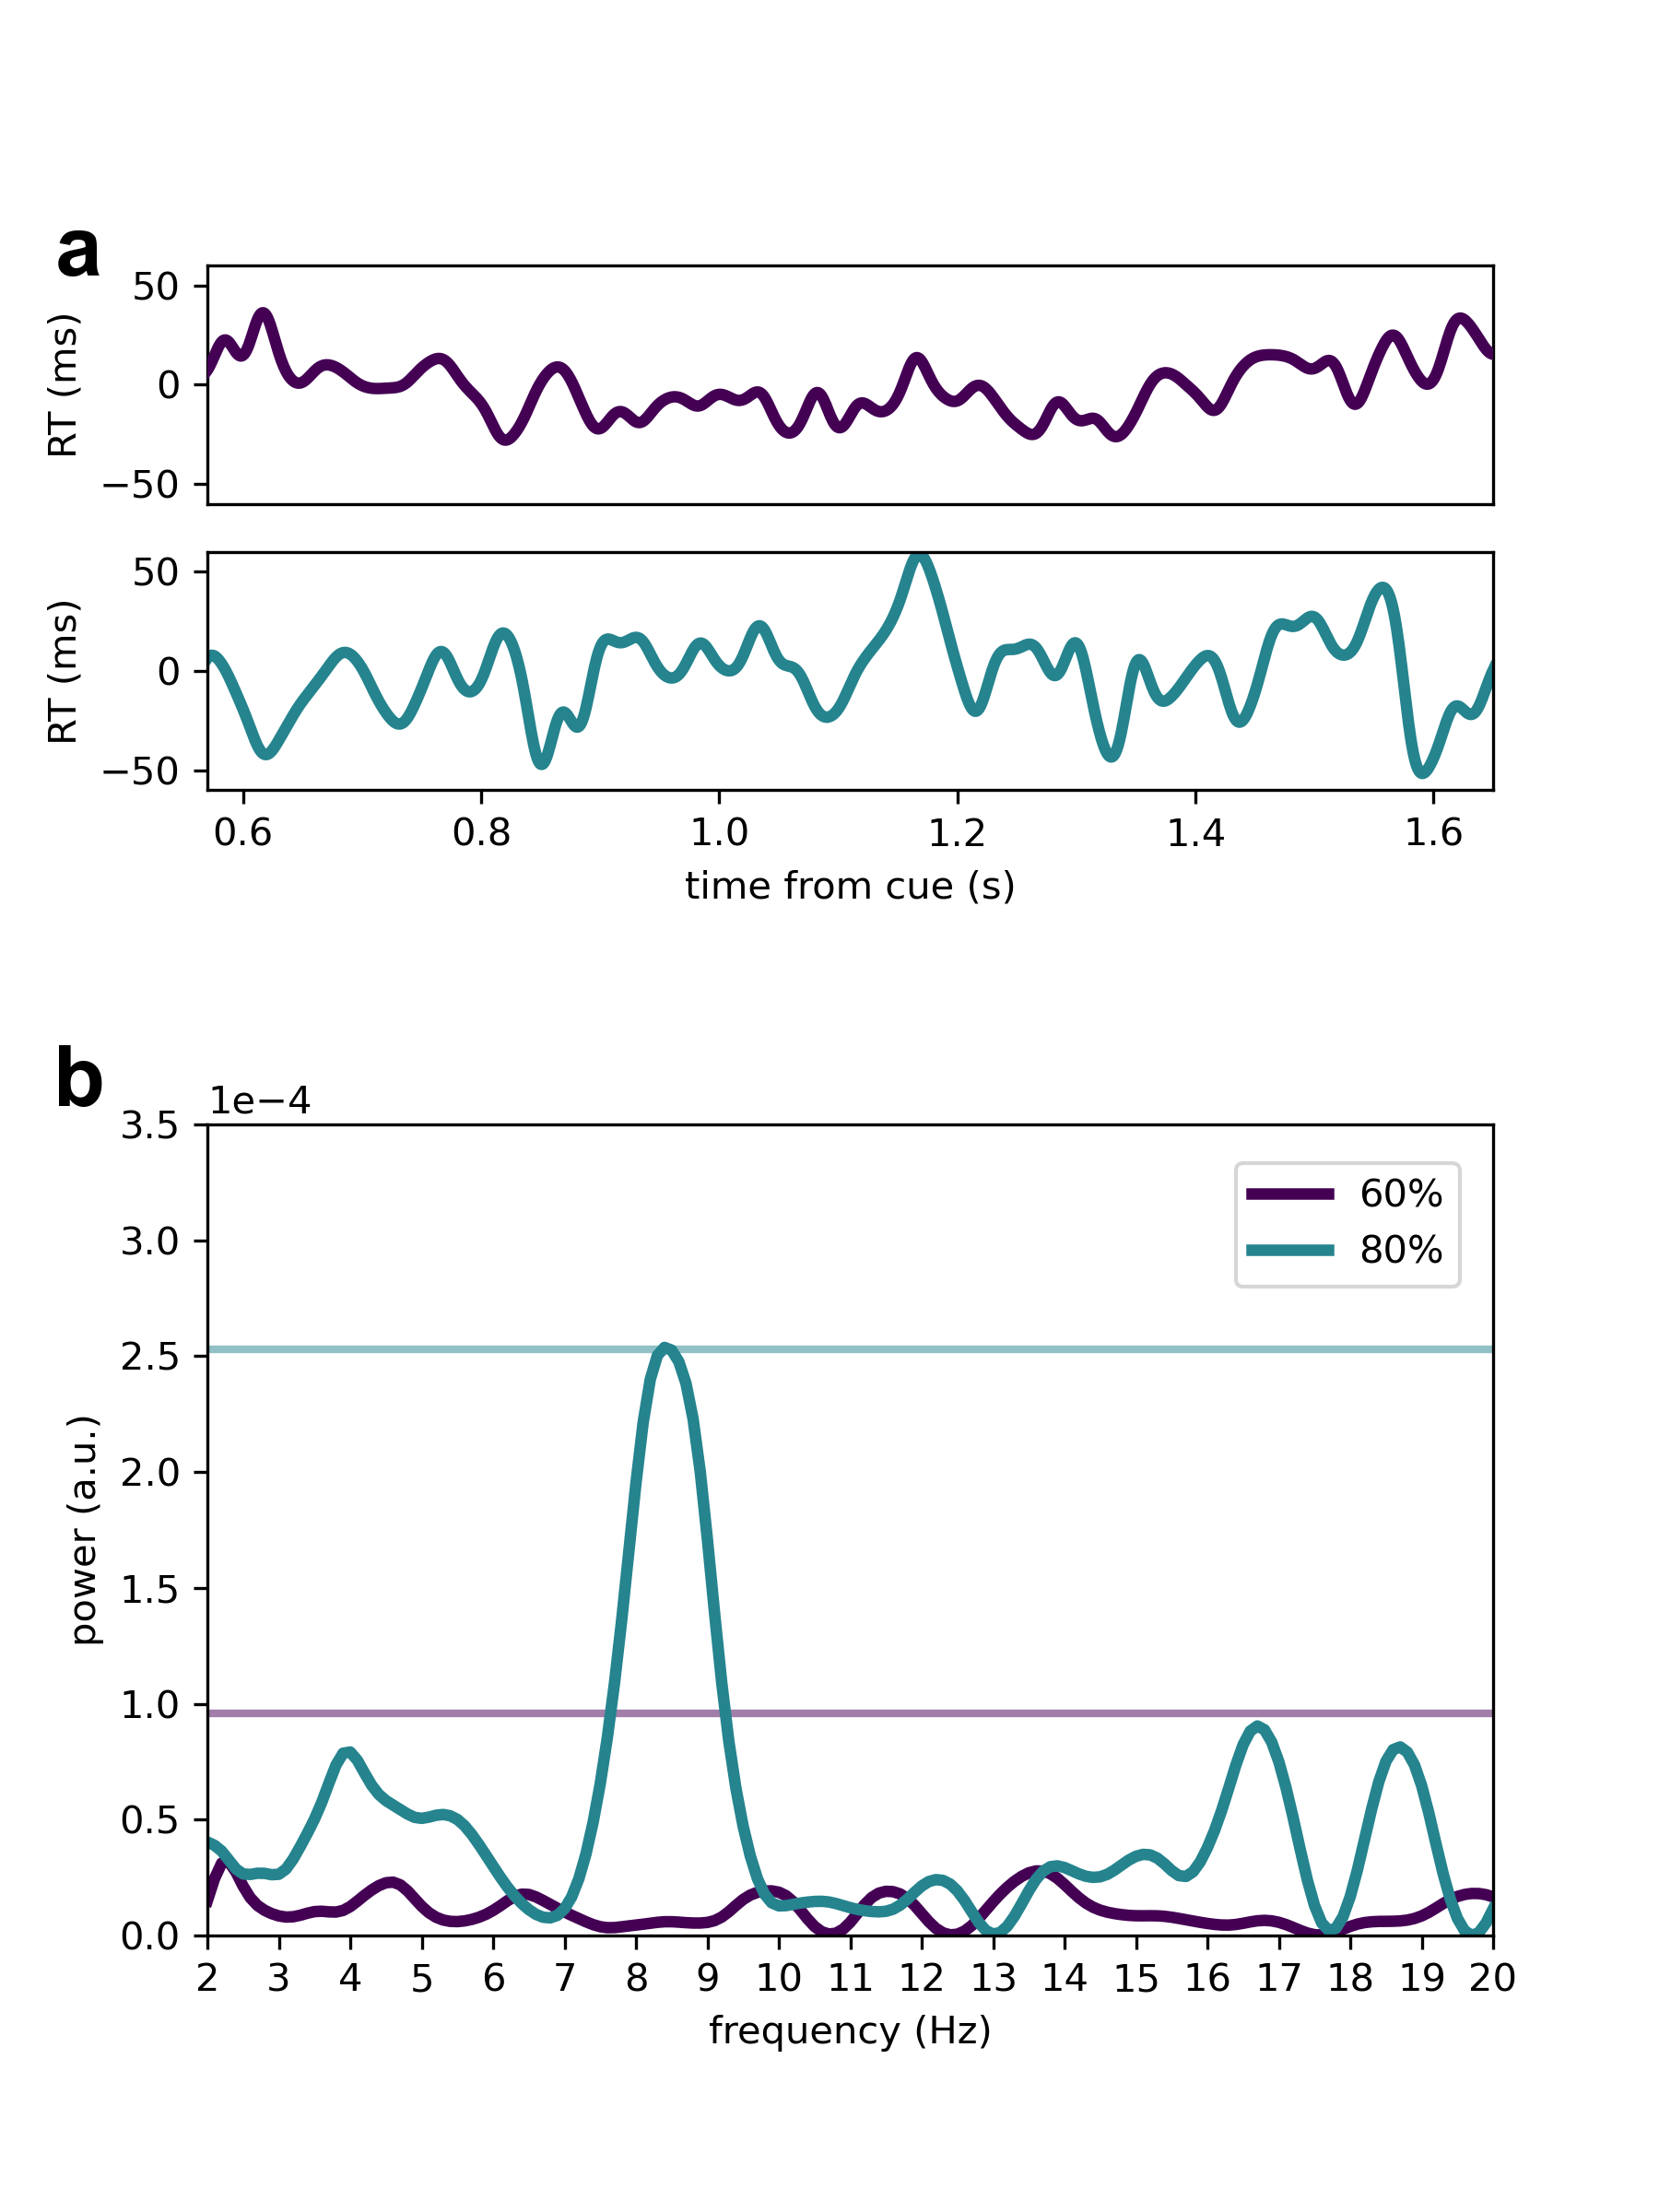 a
50
0
−50
RT (ms)
50
0
−50
RT (ms)
0.6 0.8 1.0 1.2 1.4 1.6
time from cue (s)
b
1e−4
3.5
3.0
2.5
2.0
1.5
1.0
0.5
0.0
power (a.u.)
60%
80%
2 3 4 5 6 7 8 9 10 11 12 13 14 15 16 17 18 19 20
frequency (Hz)